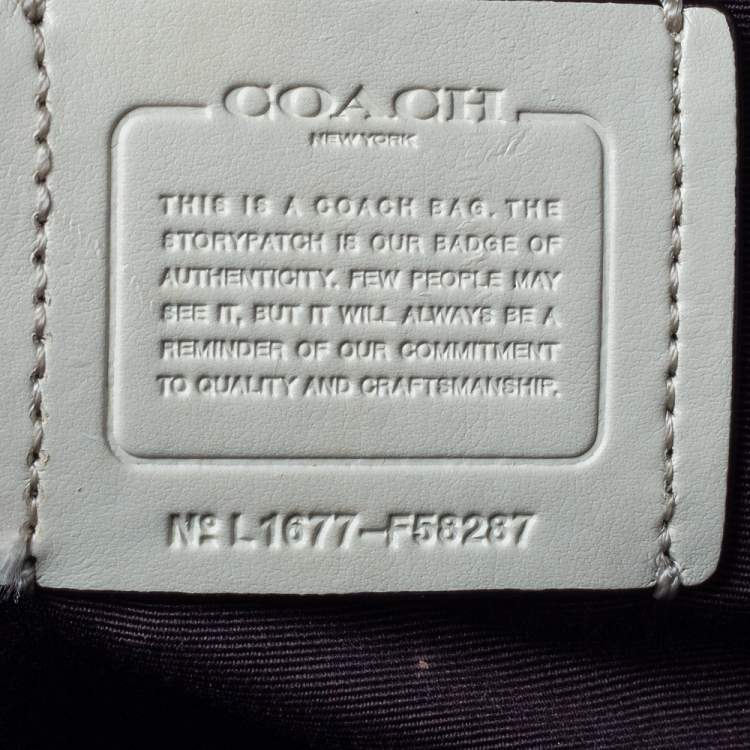 COACH
NEW YORK
THIS IS A COACH BAG. THE
STORYPATCH IS OUR BADGE OF
AUTHENTICITY. FEW PEOPLE MAY
SEE IT, BUT IT WILL ALWAYS BE A
REMINDER OF OUR COMMITMENT
TO QUALITY AND CRAFTSMANSHIP.
Nº L1677-F58287